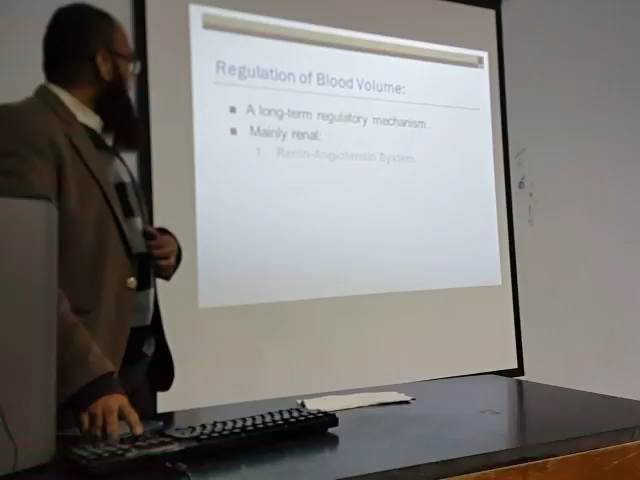 Regulation of Blood Volume:
▪ A long-term regulatory mechanism.
▪ Mainly renal:
1. Renin-Angiotensin System.